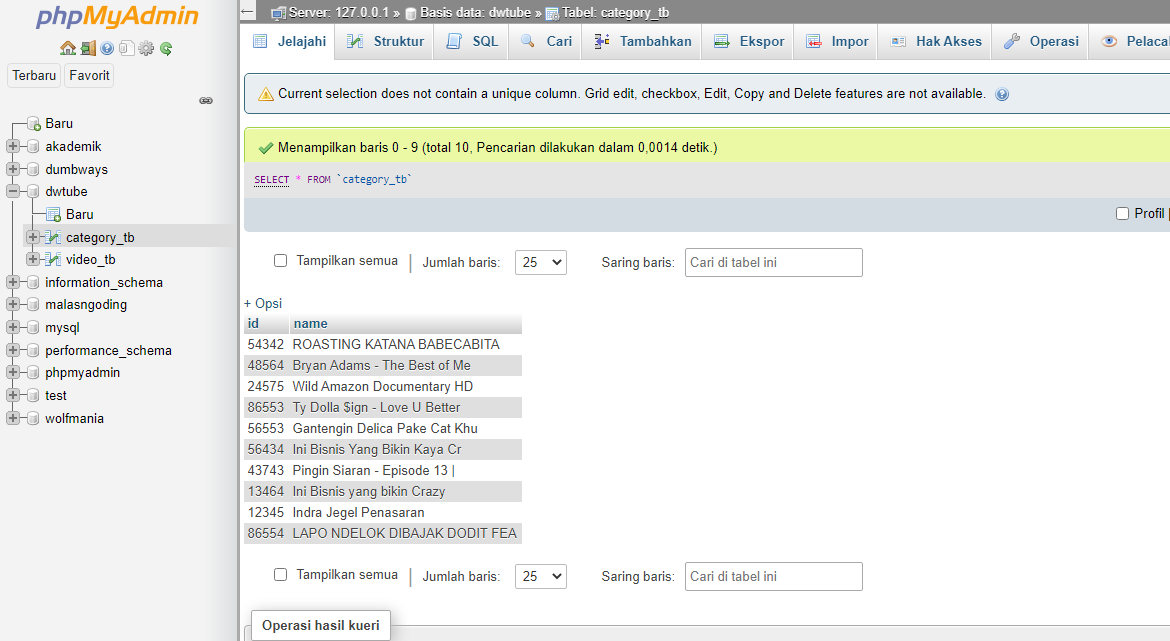 phpMyAdmin
Terbaru Favorit
Baru
akademik
dumbways
dwtube
Baru
category_tb
video_tb
information_schema
malasngoding
mysql
performance_schema
phpmyadmin
test
wolfmania
Server: 127.0.0.1 » Basis data: dwtube » Tabel: category_tb
Jelajahi Struktur SQL Cari Tambahkan Ekspor Impor Hak Akses Operasi Pelaca
Current selection does not contain a unique column. Grid edit, checkbox, Edit, Copy and Delete features are not available.
Menampilkan baris 0 - 9 (total 10, Pencarian dilakukan dalam 0,0014 detik.)
SELECT * FROM `category_tb`
Profil
Tampilkan semua | Jumlah baris: 25 Saring baris: Cari di tabel ini
+ Opsi
id name
54342 ROASTING KATANA BABECABITA
48564 Bryan Adams - The Best of Me
24575 Wild Amazon Documentary HD
86553 Ty Dolla $ign - Love U Better
56553 Gantengin Delica Pake Cat Khu
56434 Ini Bisnis Yang Bikin Kaya Cr
43743 Pingin Siaran - Episode 13 |
13464 Ini Bisnis yang bikin Crazy
12345 Indra Jegel Penasaran
86554 LAPO NDELOK DIBAJAK DODIT FEA
Tampilkan semua | Jumlah baris: 25 Saring baris: Cari di tabel ini
Operasi hasil kueri